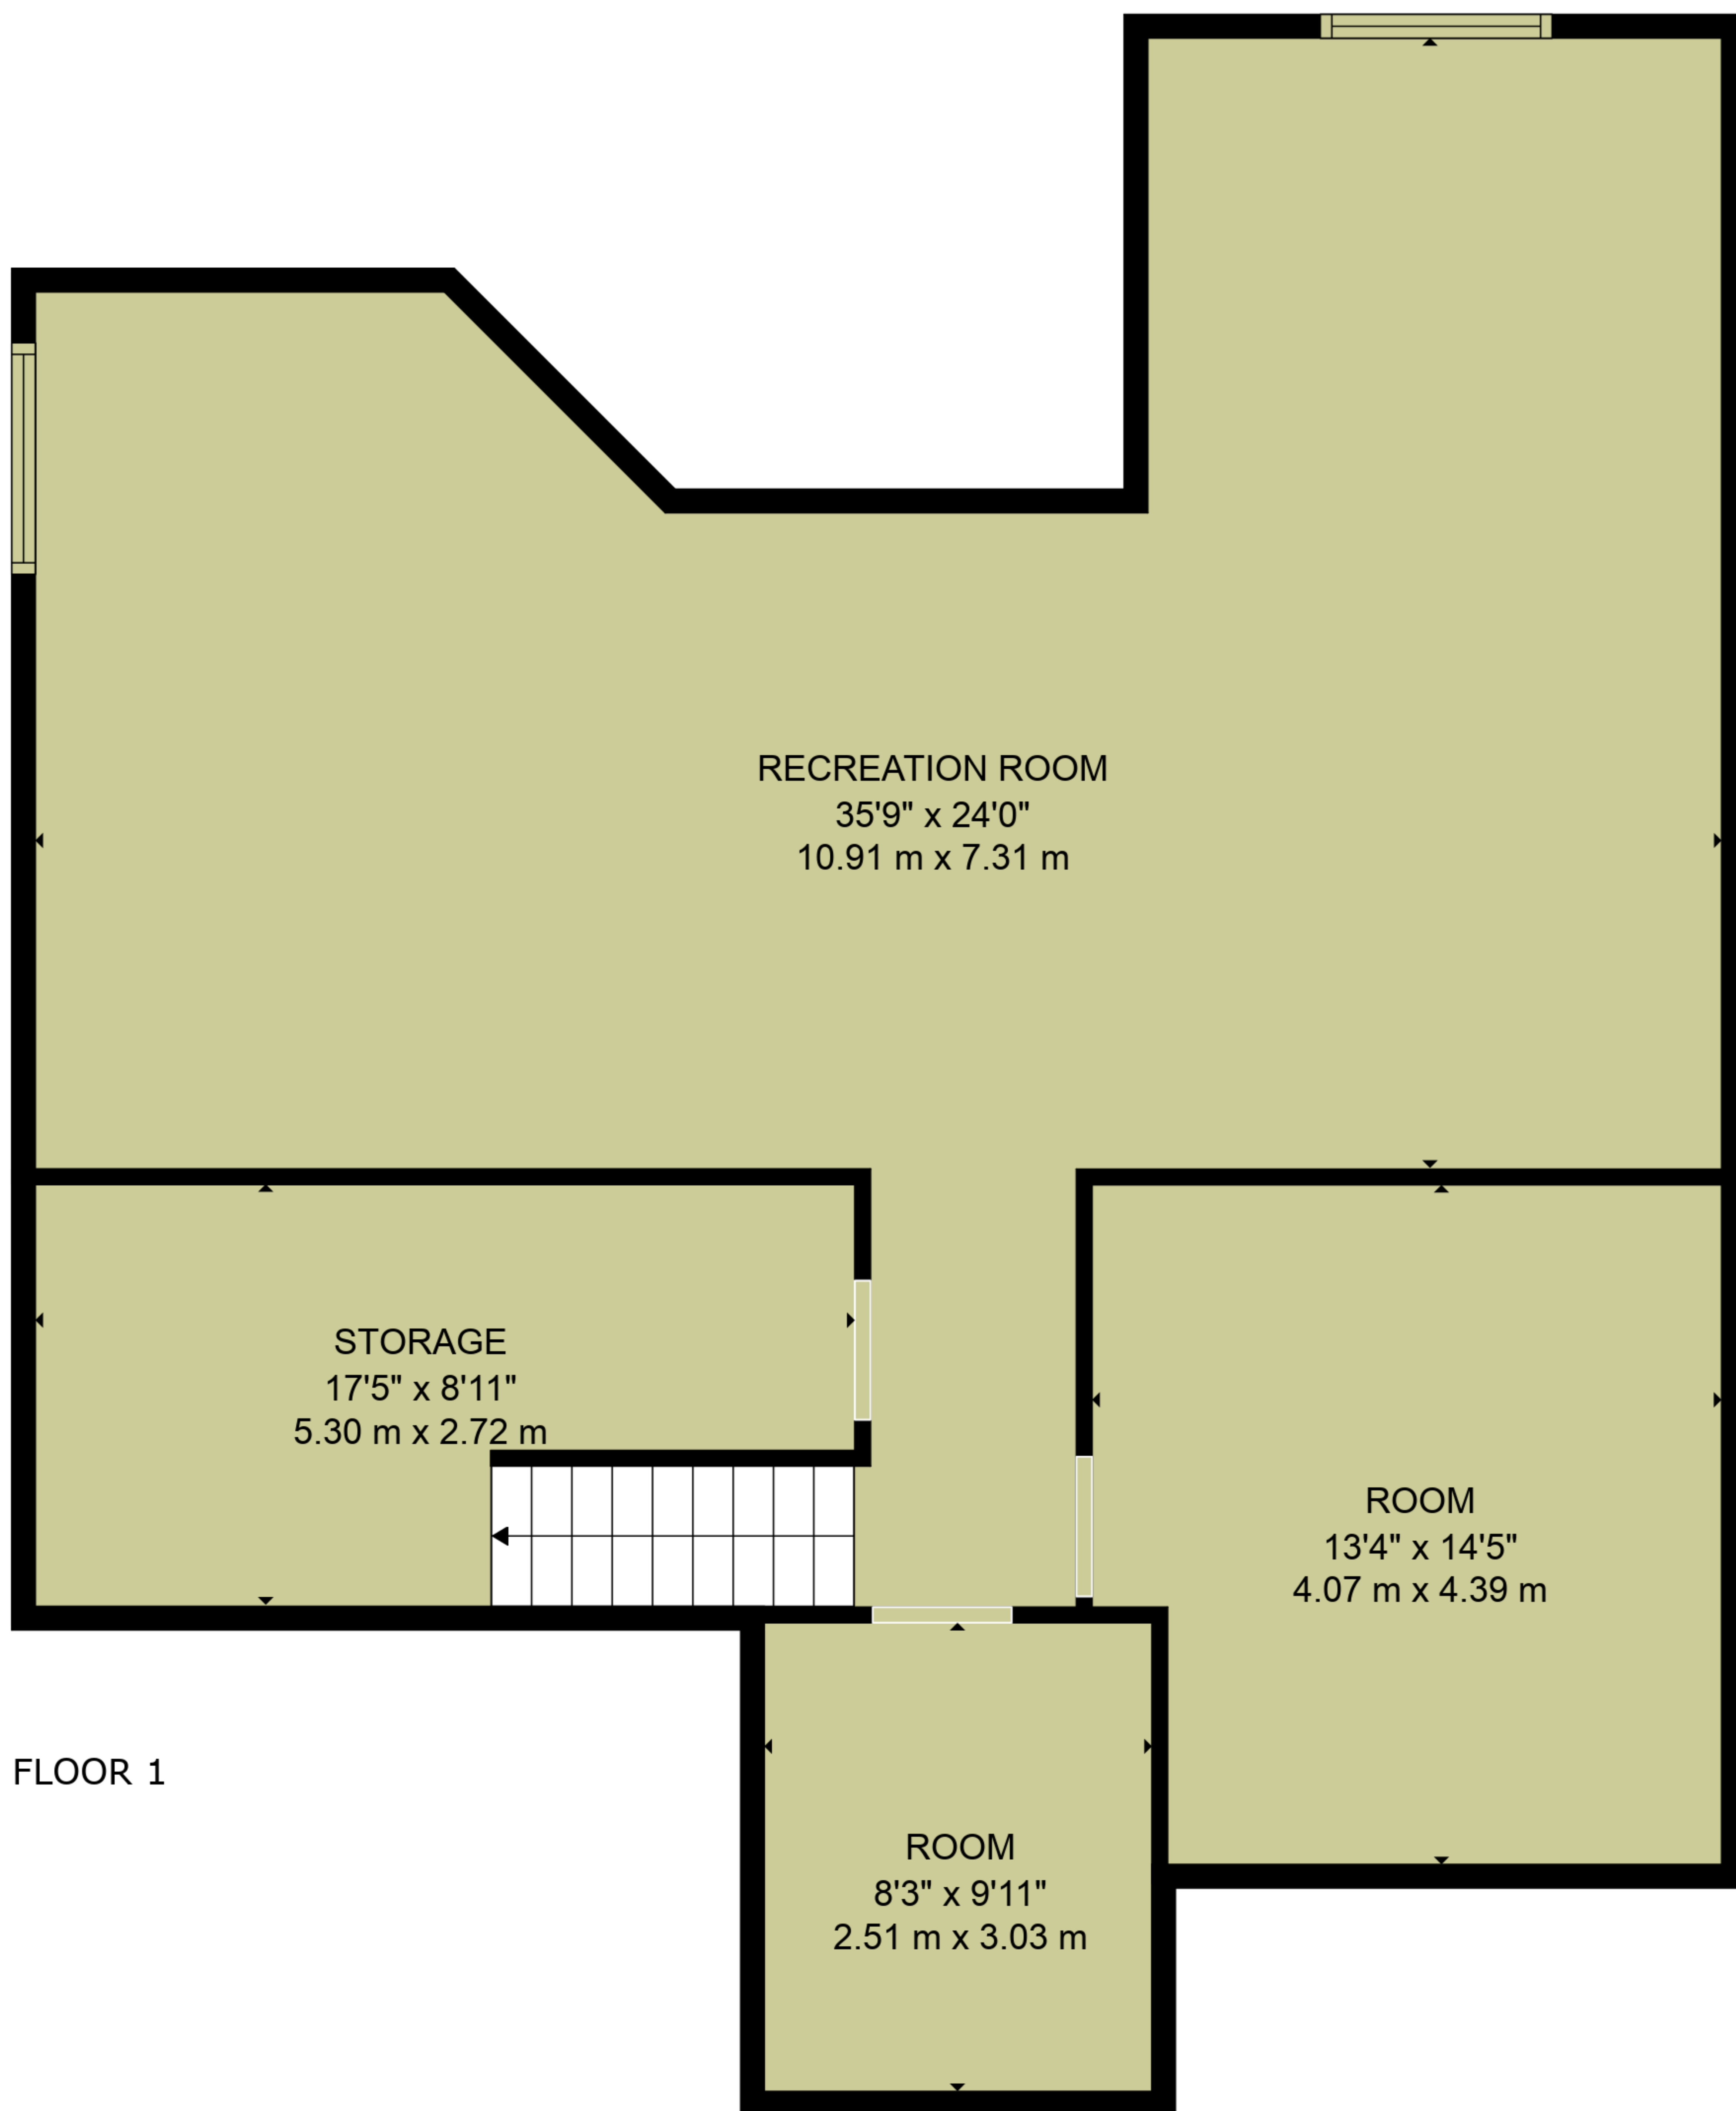 RECREATION ROOM
35'9" x 24'0"
10.91 m x 7.31 m
STORAGE
17'5" x 8'11"
5.30 m x 2.72 m
ROOM
13'4" x 14'5"
4.07 m x 4.39 m
FLOOR 1
ROOM
8'3" x 9'11"
2.51 m x 3.03 m